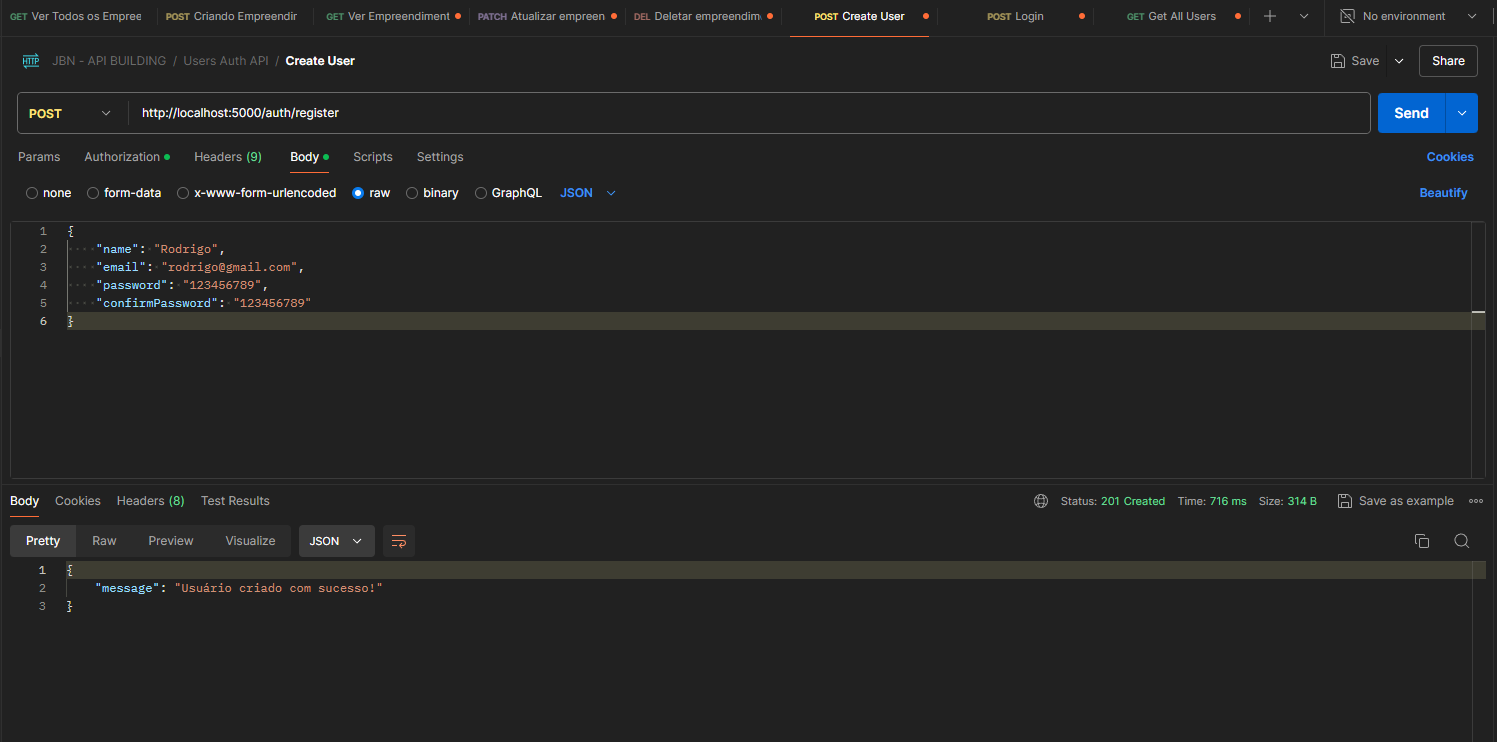 GET Ver Todos os Empree POST Criando Empreendir GET Ver Empreendiment PATCH Atualizar empreen DEL Deletar empreendim POST Create User POST Login GET Get All Users No environment
HTTP JBN - API BUILDING / Users Auth API / Create User Save Share
POST http://localhost:5000/auth/register Send
Params Authorization Headers (9) Body Scripts Settings Cookies
none form-data x-www-form-urlencoded raw binary GraphQL JSON Beautify
1 {
2 "name": "Rodrigo",
3 "email": "rodrigo@gmail.com",
4 "password": "123456789",
5 "confirmPassword": "123456789"
6 }
Body Cookies Headers (8) Test Results Status: 201 Created Time: 716 ms Size: 314 B Save as example
Pretty Raw Preview Visualize JSON
1 {
2 "message": "Usuário criado com sucesso!"
3 }